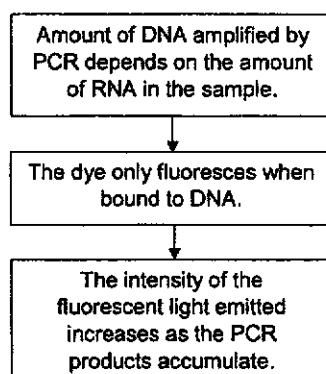 Amount of DNA amplified by
PCR depends on the amount
of RNA in the sample.
The dye only fluoresces when
bound to DNA.
The intensity of the
fluorescent light emitted
increases as the PCR
products accumulate.